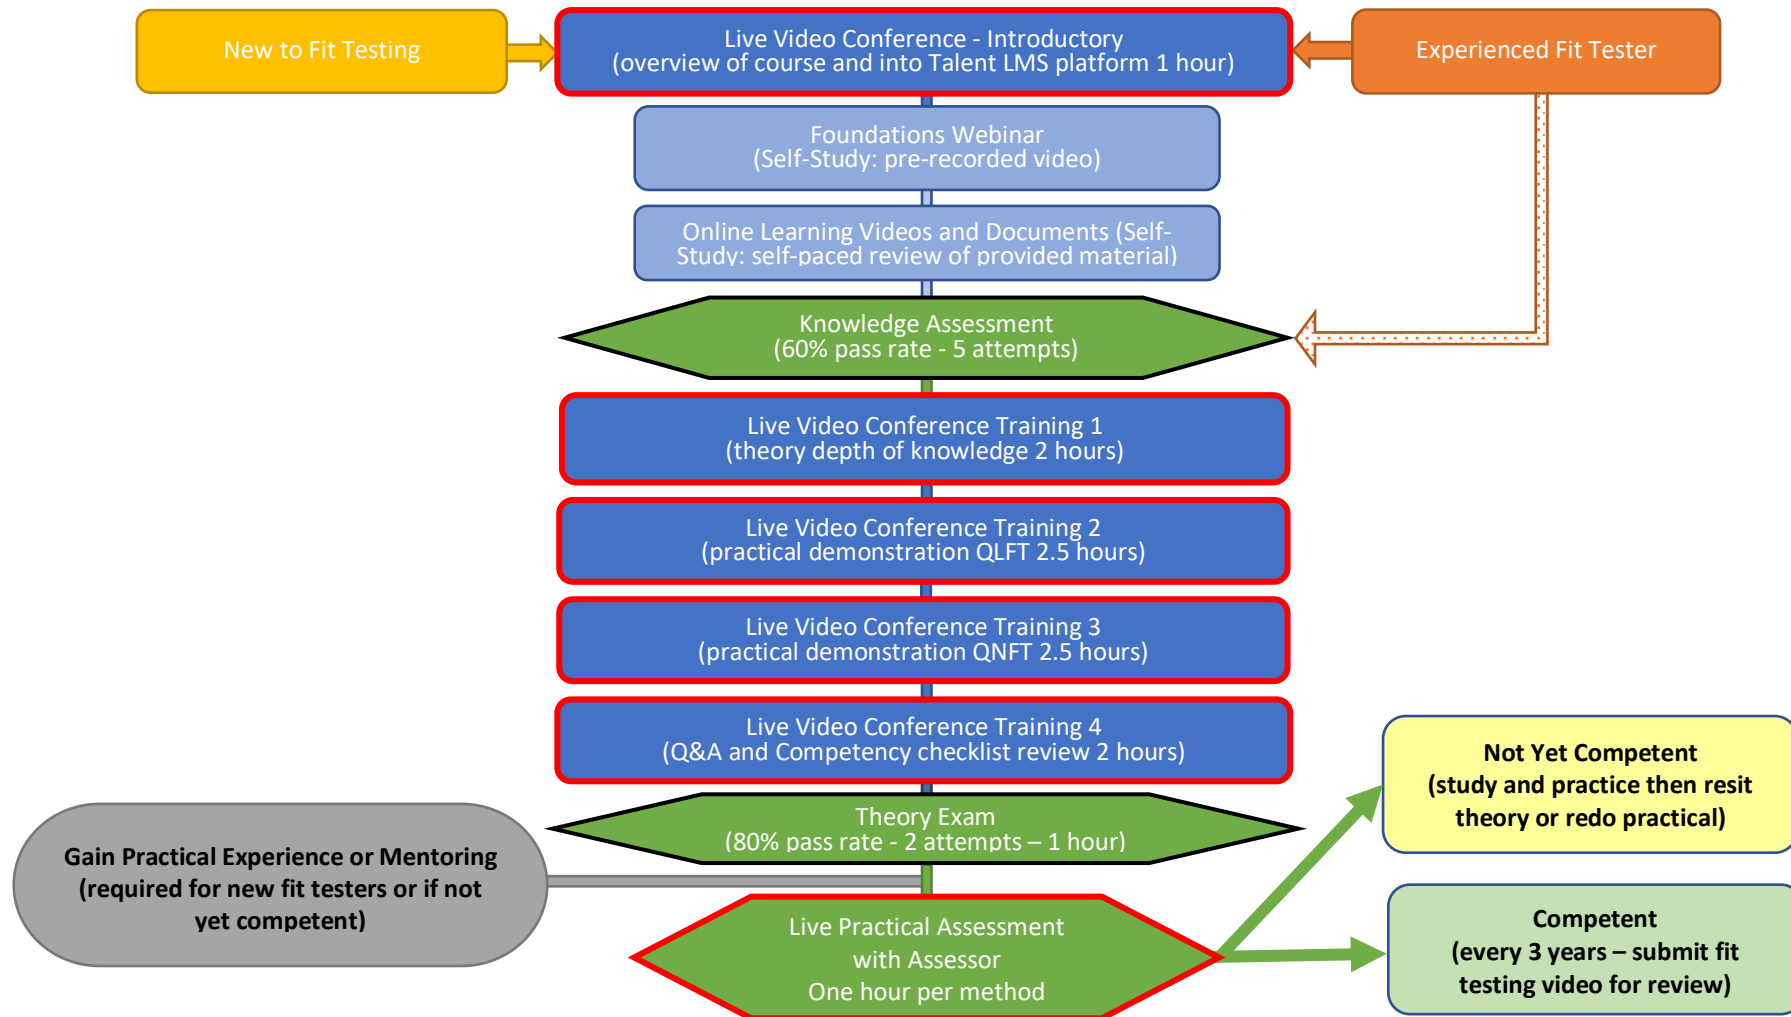 New to Fit Testing
Live Video Conference - Introductory
(overview of course and into Talent LMS platform 1 hour)
Experienced Fit Tester
Foundations Webinar
(Self-Study: pre-recorded video)
Online Learning Videos and Documents (Self-
Study: self-paced review of provided material)
Knowledge Assessment
(60% pass rate - 5 attempts)
Live Video Conference Training 1
(theory depth of knowledge 2 hours)
Live Video Conference Training 2
(practical demonstration QLFT 2.5 hours)
Live Video Conference Training 3
(practical demonstration QNFT 2.5 hours)
Live Video Conference Training 4
(Q&A and Competency checklist review 2 hours)
Theory Exam
(80% pass rate - 2 attempts – 1 hour)
Gain Practical Experience or Mentoring
(required for new fit testers or if not
yet competent)
Live Practical Assessment
with Assessor
One hour per method
Not Yet Competent
(study and practice then resit
theory or redo practical)
Competent
(every 3 years – submit fit
testing video for review)